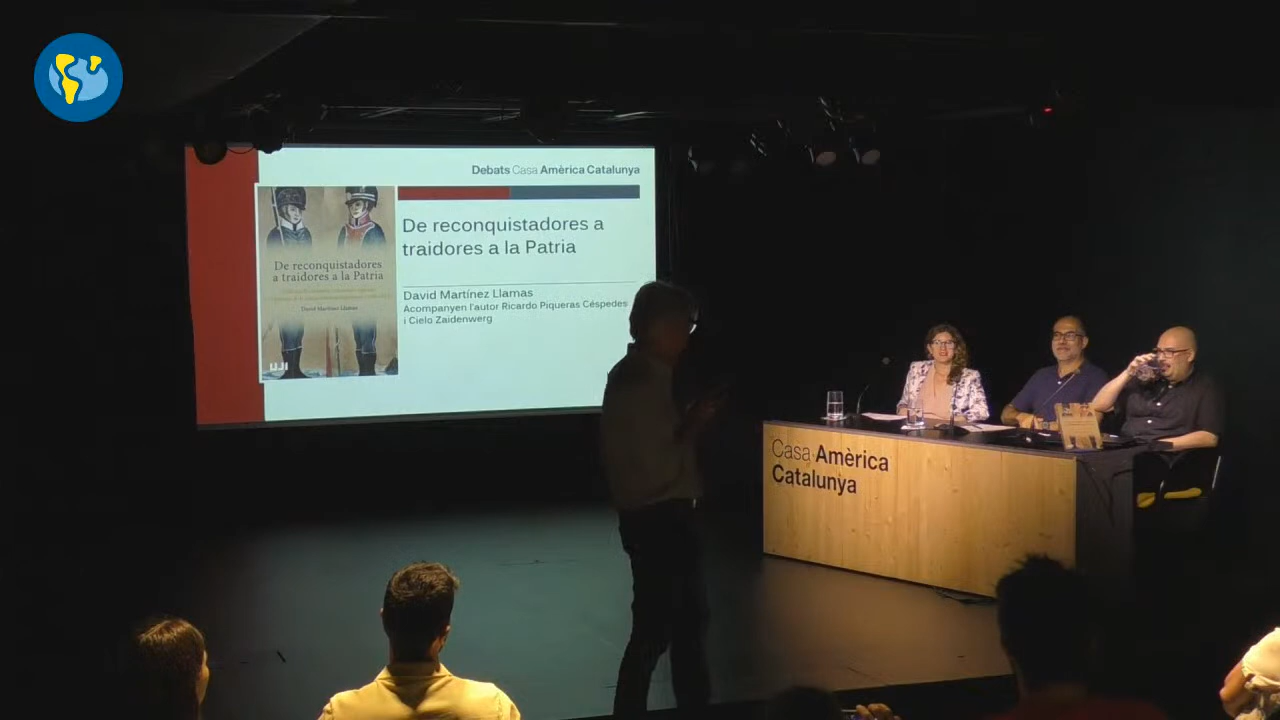 Debats Casa Amèrica Catalunya
De reconquistadores a
traidores a la Patria
David Martínez Llamas
UJI
De reconquistadores a
traidores a la Patria
David Martínez Llamas
Acompanyen l'autor Ricardo Piqueras Céspedes
i Cielo Zaidenwerg
Casa Amèrica
Catalunya